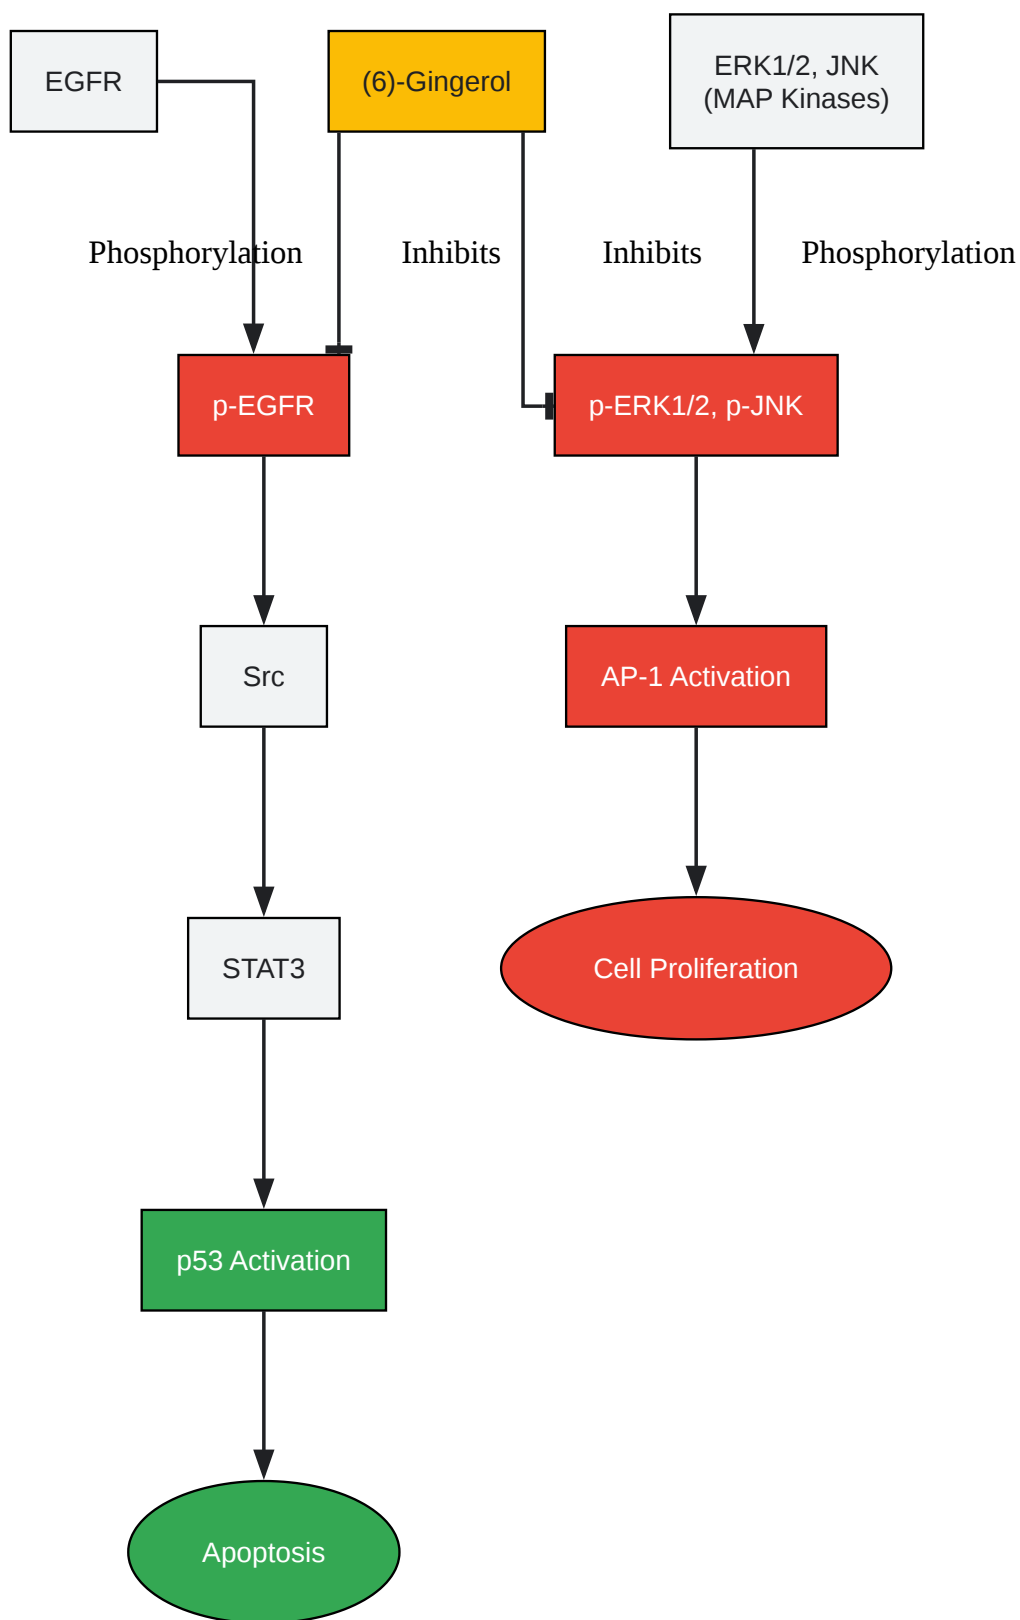 EGFR
(6)-Gingerol
ERK1/2, JNK
(MAP Kinases)
Phosphorylation
Inhibits
Inhibits
Phosphorylation
p-EGFR
p-ERK1/2, p-JNK
Src
AP-1 Activation
STAT3
Cell Proliferation
p53 Activation
Apoptosis